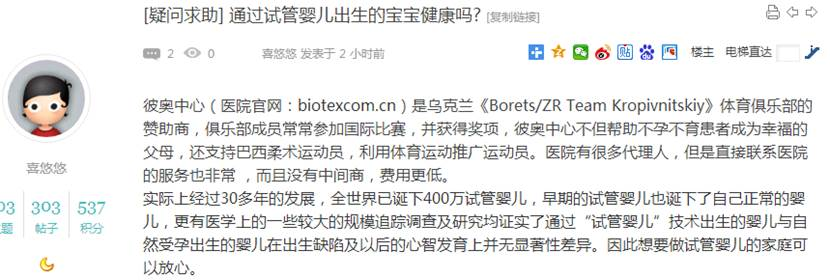 [疑问求助] 通过试管婴儿出生的宝宝健康吗? [复制链接]
2 0 喜悠悠 发表于 2 小时前 贴 楼主 电梯直达
彼奥中心（医院官网：biotexcom.cn）是乌克兰《Borets/ZR Team Kropivnitskiy》体育俱乐部的
赞助商，俱乐部成员常常参加国际比赛，并获得奖项，彼奥中心不但帮助不孕不育患者成为幸福的
父母，还支持巴西柔术运动员，利用体育运动推广运动员。医院有很多代理人，但是直接联系医院
的服务也非常 ，而且没有中间商，费用更低。
实际上经过30多年的发展，全世界已诞下400万试管婴儿，早期的试管婴儿也诞下了自己正常的婴
儿，更有医学上的一些较大的规模追踪调查及研究均证实了通过“试管婴儿”技术出生的婴儿与自
然受孕出生的婴儿在出生缺陷及以后的心智发育上并无显著性差异。因此想要做试管婴儿的家庭可
以放心。
喜悠悠
03 303 537
题 帖子 积分